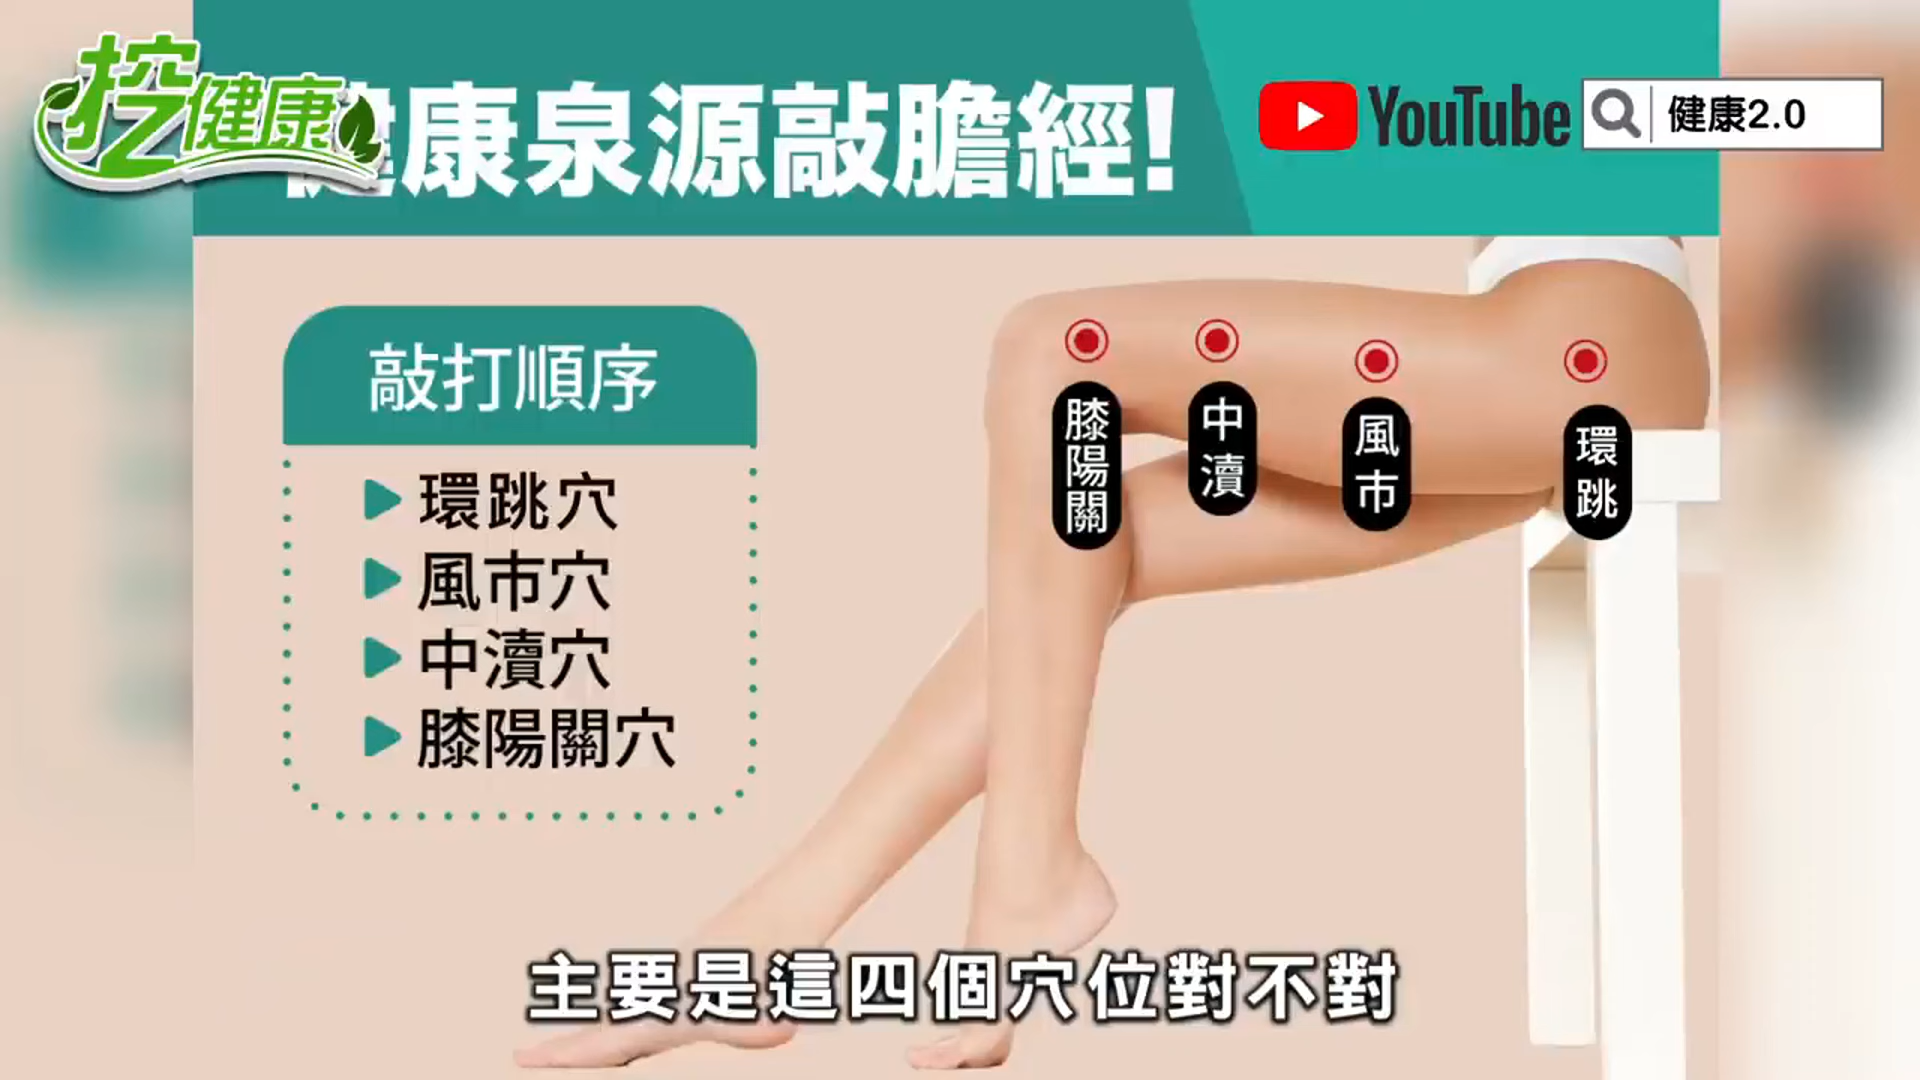 挖健康
健康泉源敲膽經!
YouTube
健康2.0
敲打順序
環跳穴
風市穴
中瀆穴
膝陽關穴
膝陽關
中瀆
風市
環跳
主要是這四個穴位對不對